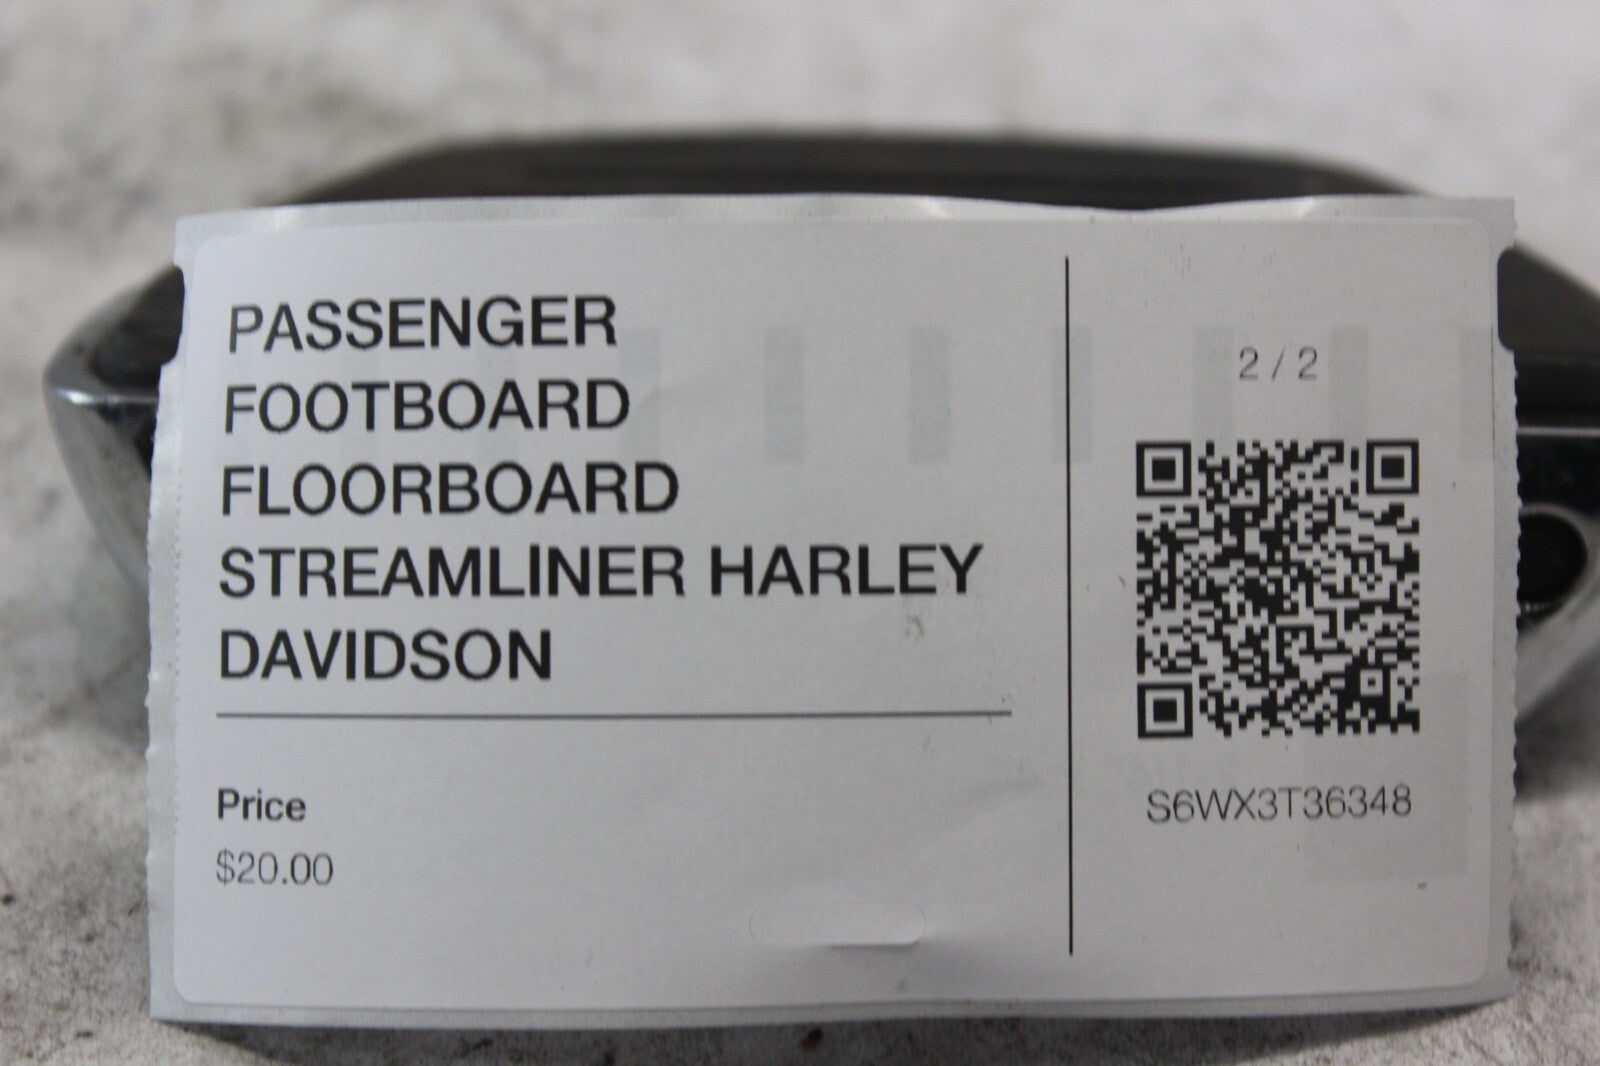 PASSENGER
FOOTBOARD
FLOORBOARD
STREAMLINER HARLEY
DAVIDSON
Price
$20.00
2 / 2
S6WX3T36348